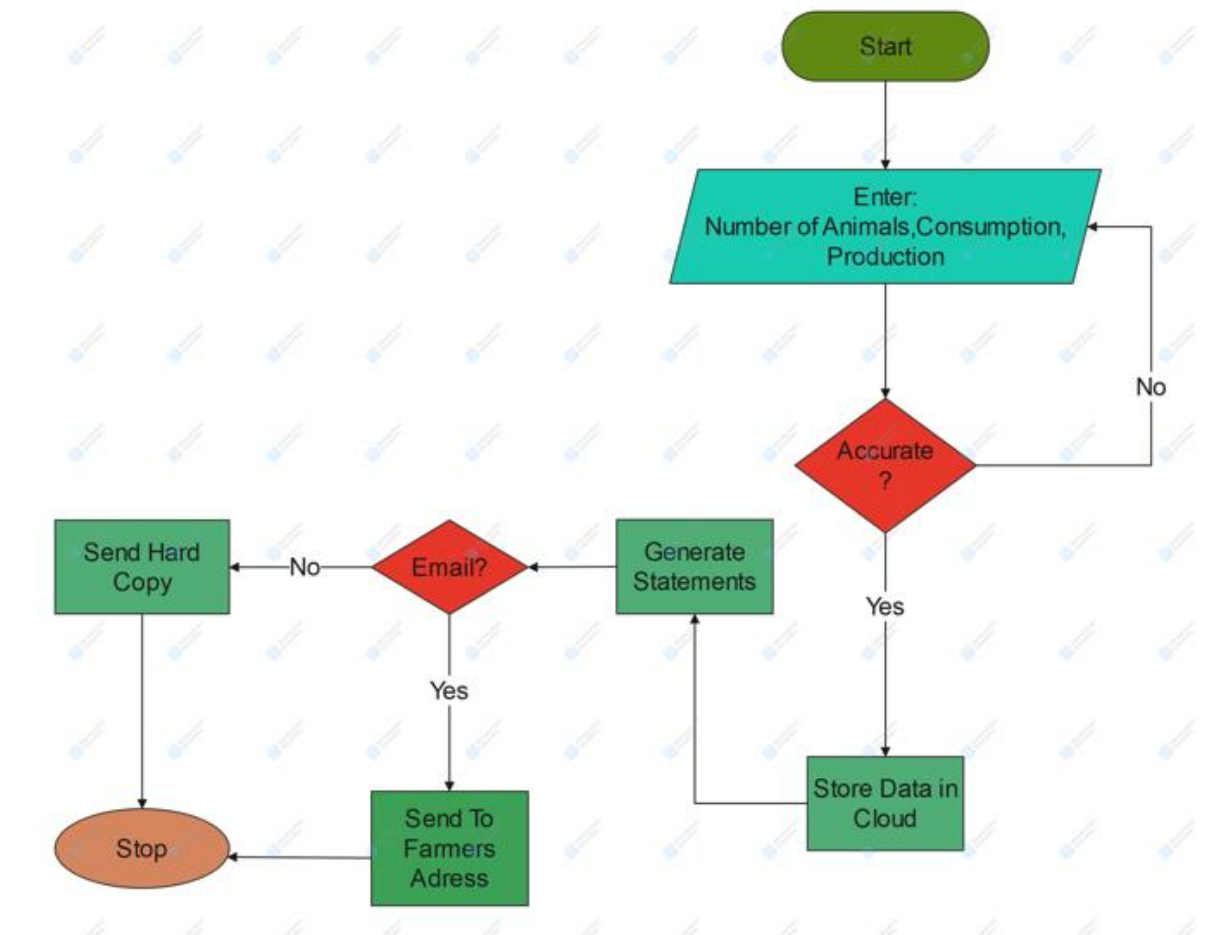 Start
Enter:
Number of Animals,Consumption,
Production
No
Accurate
?
Yes
Store Data in
Cloud
Generate
Statements
Email?
No
Send Hard
Copy
Yes
Send To
Farmers
Adress
Stop